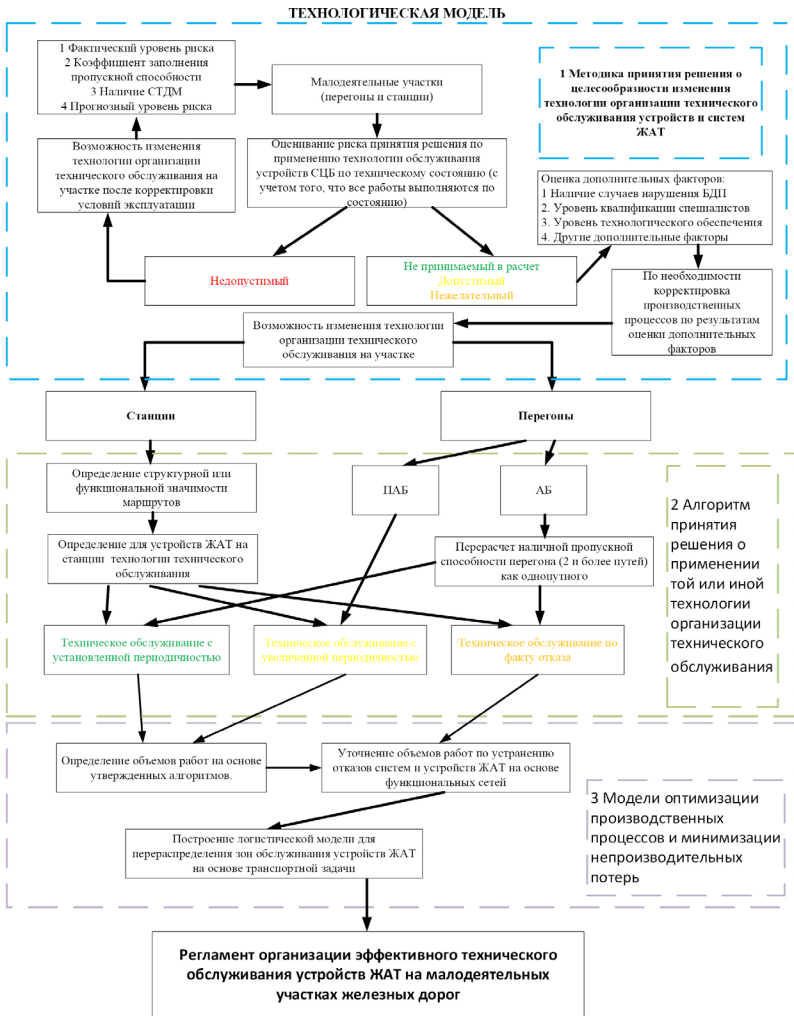 ТЕХНОЛОГИЧЕСКАЯ МОДЕЛЬ
1 Фактический уровень риска
2 Коэффициент заполнения
пропускной способности
3 Наличие СТДМ
4 Прогнозный уровень риска
Малодеятельные участки
(перегоны и станции)
1 Методика принятия решения о
целесообразности изменения
технологии организации технического
обслуживания устройств и систем
ЖАТ
Возможность изменения
технологии организации
технического обслуживания на
участке после корректировки
условий эксплуатации
Оценивание риска принятия решения по
применению технологии обслуживания
устройств СЦБ по техническому состоянию (с
учетом того, что все работы выполняются по
состоянию)
Оценка дополнительных факторов:
1 Наличие случаев нарушения БДП
2. Уровень квалификации специалистов
3. Уровень технологического обеспечения
4. Другие дополнительные факторы
Недопустимый
Не принимаемый в расчет
Допустимый
Нежелательный
По необходимости
корректировка
производственных
процессов по результатам
оценки дополнительных
факторов
Возможность изменения технологии
организации технического
обслуживания на участке
Станции
Перегоны
Определение структурной или
функциональной значимости
маршрутов
ПАБ
АБ
2 Алгоритм
принятия
решения о
применении
той или иной
технологии
организации
технического
обслуживания
Определение для устройств ЖАТ на
станции технологии технического
обслуживания
Перерасчет наличной пропускной
способности перегона (2 и более путей)
как однопутного
Техническое обслуживание с
установленной периодичностью
Техническое обслуживание с
увеличенной периодичностью
Техническое обслуживание по
факту отказа
Определение объемов работ на основе
утвержденных алгоритмов.
Уточнение объемов работ по устранению
отказов систем и устройств ЖАТ на основе
функциональных сетей
3 Модели оптимизации
производственных
процессов и минимизации
непроизводительных
потерь
Построение логистической модели для
перераспределения зон обслуживания устройств ЖАТ
на основе транспортной задачи
Регламент организации эффективного технического
обслуживания устройств ЖАТ на малодеятельных
участках железных дорог